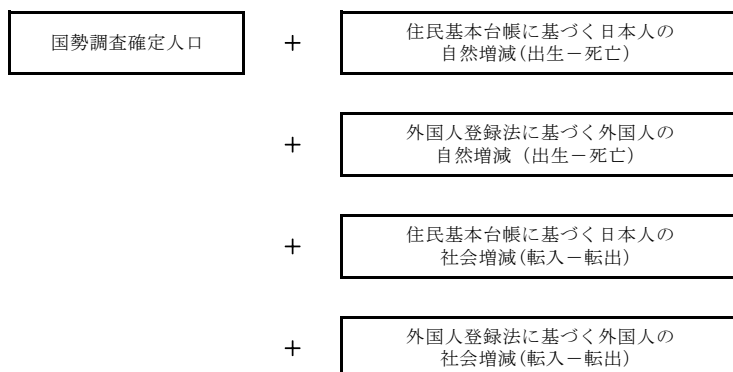 国勢調査確定人口
+
住民基本台帳に基づく日本人の
自然増減(出生－死亡)
+
外国人登録法に基づく外国人の
自然増減（出生－死亡）
+
住民基本台帳に基づく日本人の
社会増減(転入－転出)
+
外国人登録法に基づく外国人の
社会増減(転入－転出)